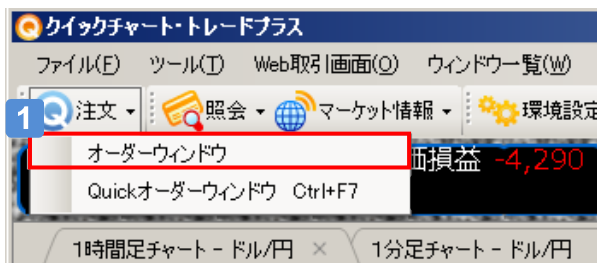 クイックチャート・トレードプラス
ファイル(F) ツール(T) Web取引画面(O) ウィンドウ一覧(W)
1 注文 照会 マーケット情報 環境設定
オーダーウィンドウ 価損益 -4,290
Quickオーダーウィンドウ Ctrl+F7
1時間足チャート - ドル/円 × 1分足チャート - ドル/円